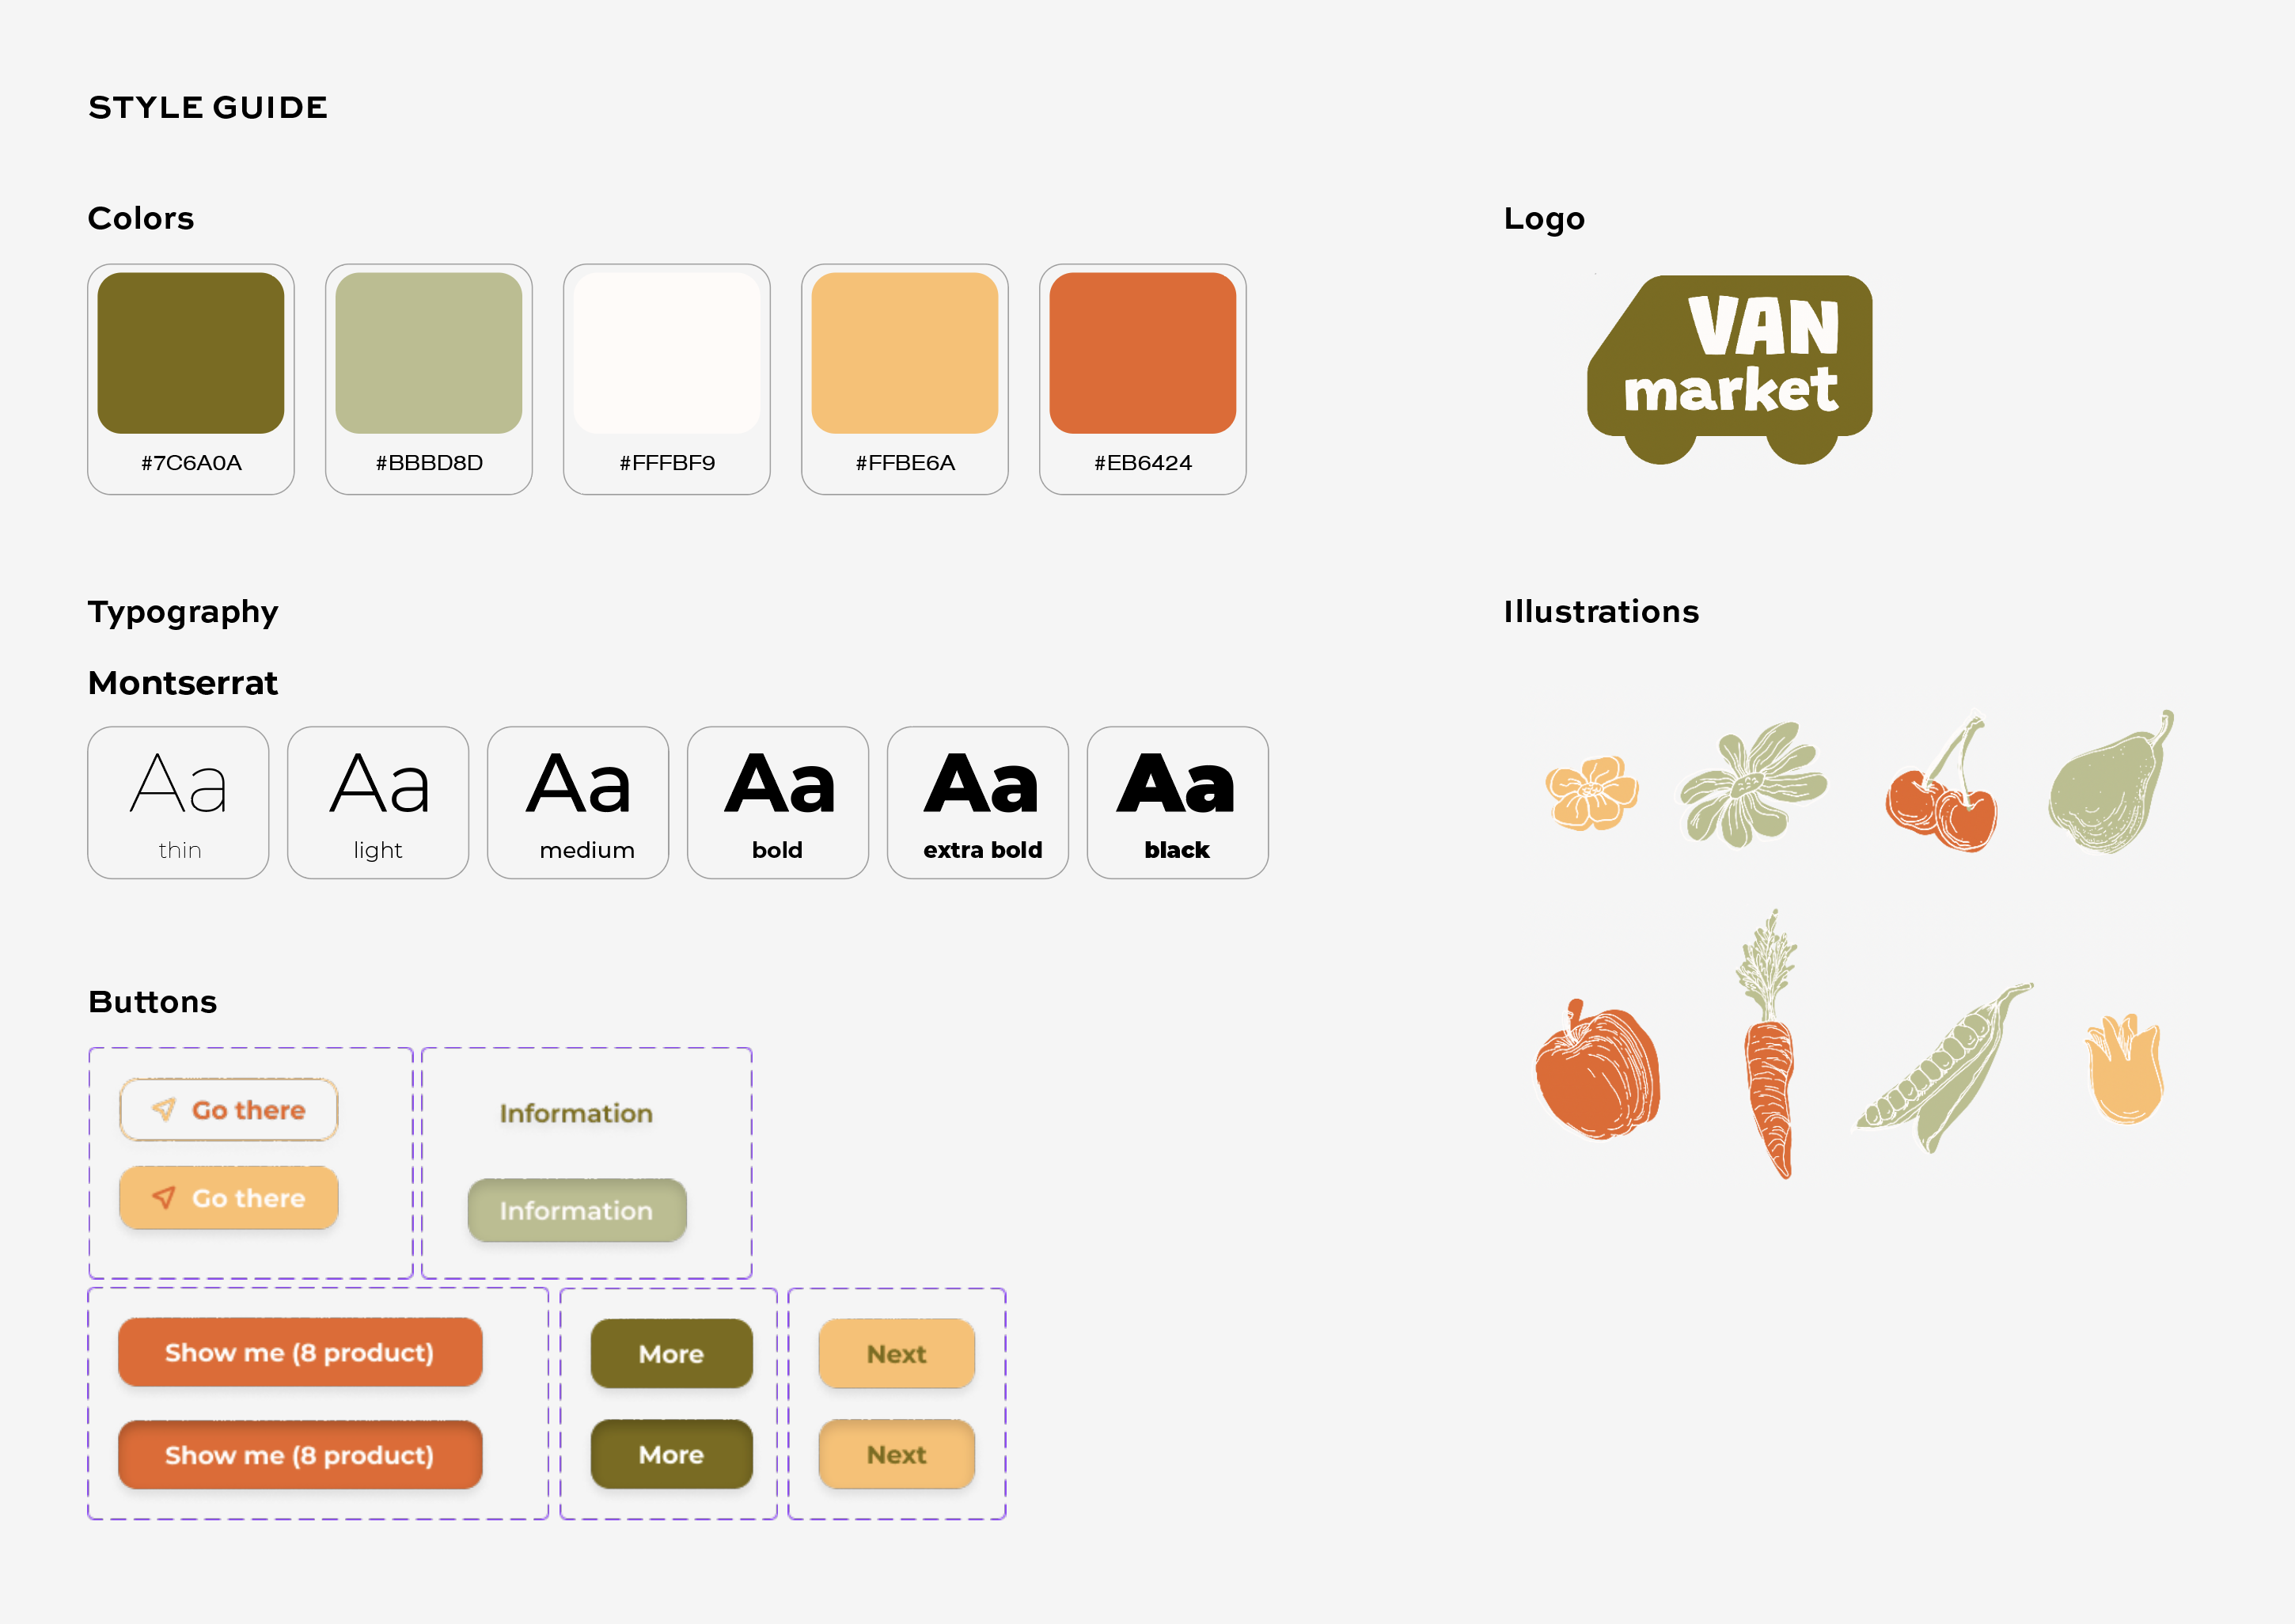 STYLE GUIDE
Colors
#7C6A0A
#BBBD8D
#FFFBF9
#FFBE6A
#EB6424
Logo
VAN
market
Typography
Montserrat
Aa
thin
Aa
light
Aa
medium
Aa
bold
Aa
extra bold
Aa
black
Illustrations
Buttons
Go there
Go there
Information
Information
Show me (8 product)
Show me (8 product)
More
More
Next
Next